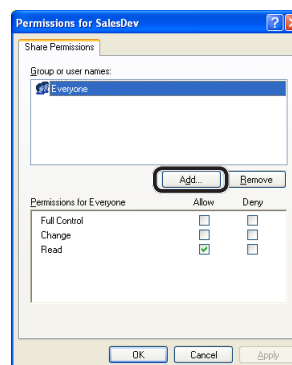 Permissions for SalesDev
Share Permissions
Group or user names:
Everyone
Add... Remove
Permissions for Everyone Allow Deny
Full Control
Change
Read
OK Cancel Apply